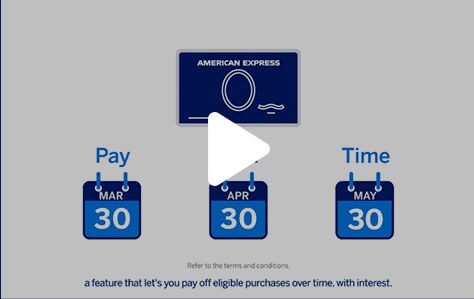 AMERICAN EXPRESS
Pay Time
MAR APR MAY
30 30 30
Refer to the terms and conditions.
a feature that let's you pay off eligible purchases over time, with interest.